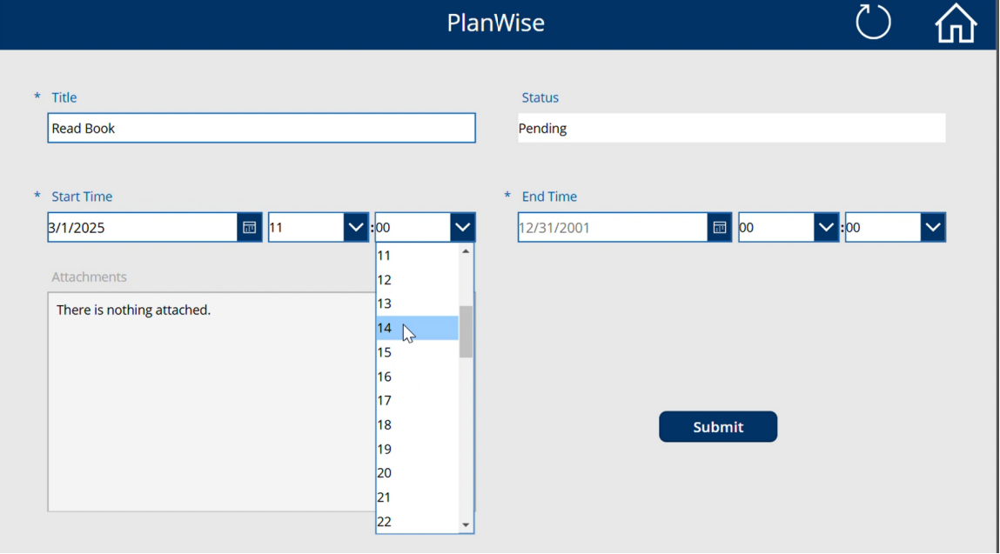 PlanWise
* Title
Status
Read Book
Pending
* Start Time
* End Time
3/1/2025 11 :00
12/31/2001 00 :00
Attachments
There is nothing attached.
11
12
13
14
15
16
17
18
19
20
21
22
Submit